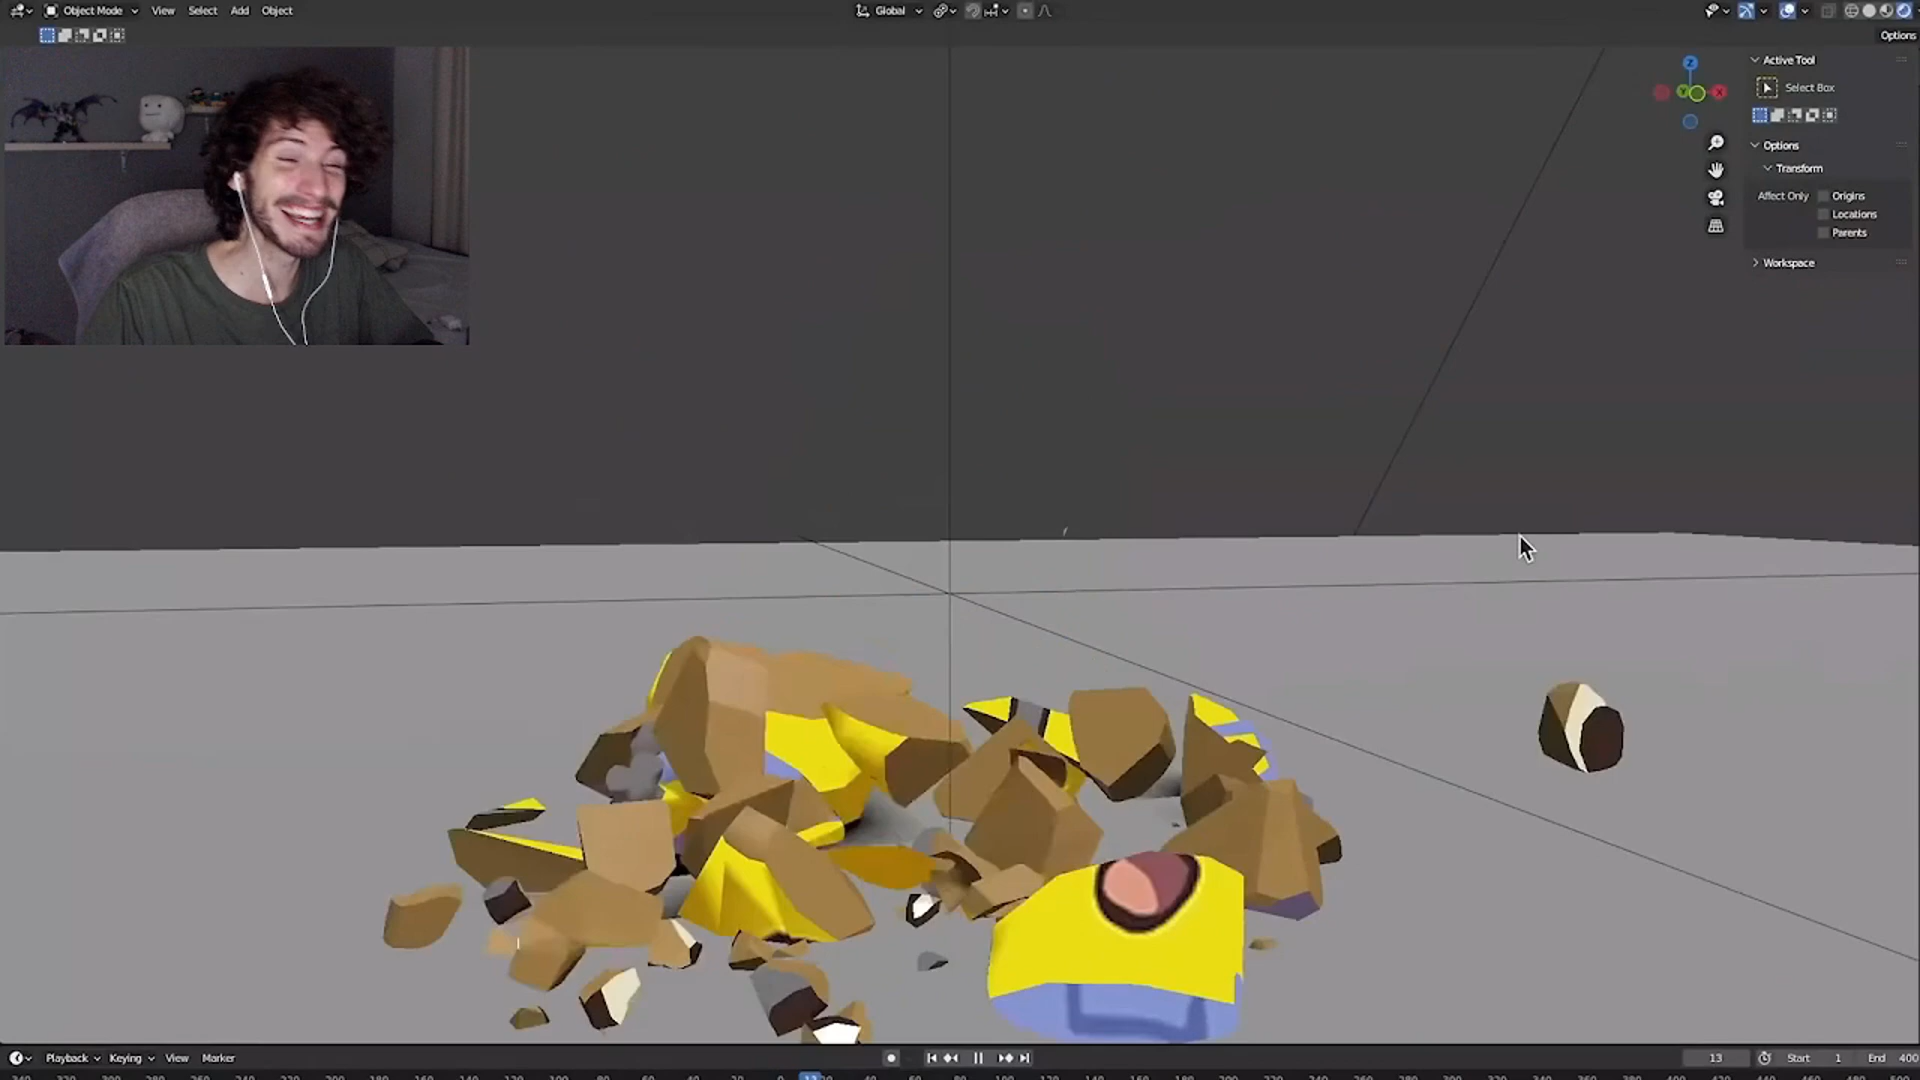 Object Mode View Select Add Object Global
Options
Active Tool
Select Box
Options
Transform
Affect Only Origins
Locations
Parents
Workspace
Playback Keying View Marker 13 Start 1 End 400